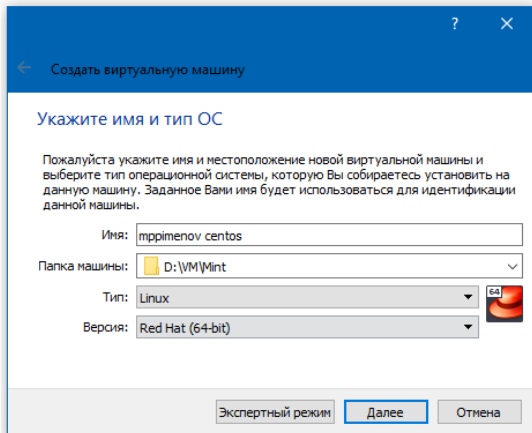 ?
Создать виртуальную машину
Укажите имя и тип ОС
Пожалуйста укажите имя и местоположение новой виртуальной машины и
выберите тип операционной системы, которую Вы собираетесь установить на
данную машину. Заданное Вами имя будет использоваться для идентификации
данной машины.
Имя: mppimenov centos
Папка машины: D:\VM\Mint
Тип: Linux
64
Версия: Red Hat (64-bit)
Экспертный режим Далее Отмена